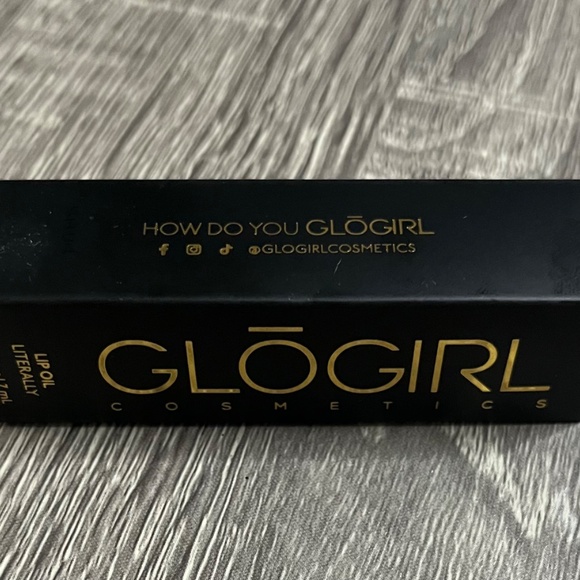 HOW DO YOU GLŌGIRL
@GLOGIRLCOSMETICS
GLŌGIRL
COSMETICS
LIP OIL
LITERALLY